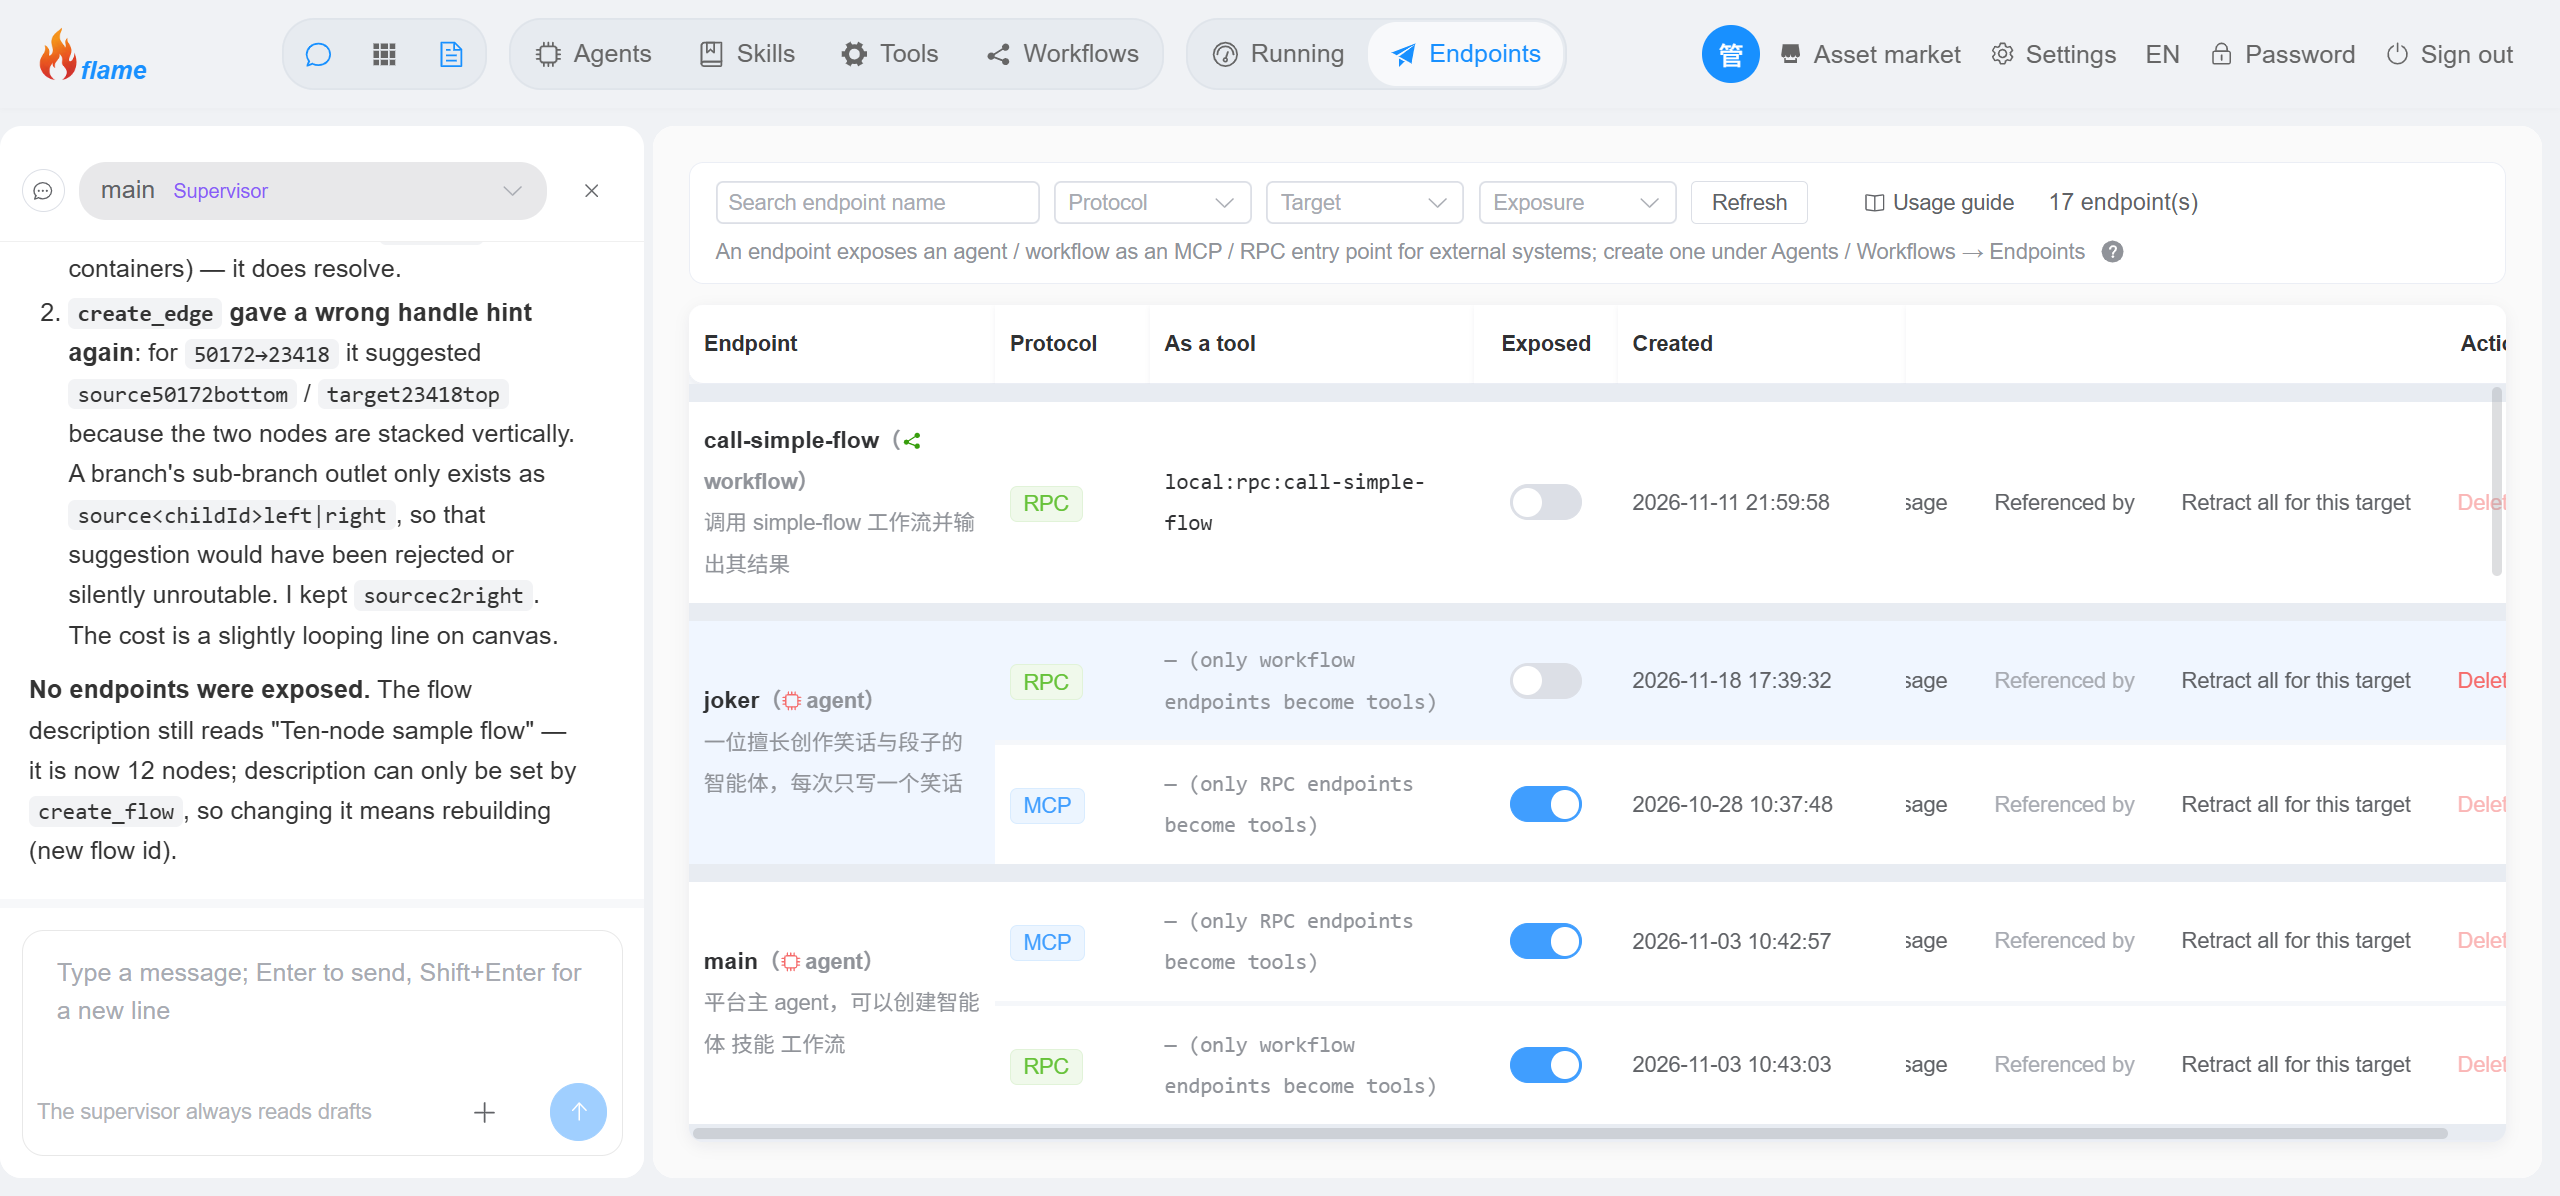 flame
Agents
Skills
Tools
Workflows
Running
Endpoints
管
Asset market
Settings
EN
Password
Sign out
main Supervisor
containers) — it does resolve.
2. create_edge gave a wrong handle hint
again: for 50172→23418 it suggested
source50172bottom / target23418top
because the two nodes are stacked vertically.
A branch's sub-branch outlet only exists as
source<childId>left|right, so that
suggestion would have been rejected or
silently unroutable. I kept sourcec2right.
The cost is a slightly looping line on canvas.
No endpoints were exposed. The flow
description still reads "Ten-node sample flow" —
it is now 12 nodes; description can only be set by
create_flow, so changing it means rebuilding
(new flow id).
Type a message; Enter to send, Shift+Enter for
a new line
The supervisor always reads drafts
Search endpoint name
Protocol
Target
Exposure
Refresh
Usage guide
17 endpoint(s)
An endpoint exposes an agent / workflow as an MCP / RPC entry point for external systems; create one under Agents / Workflows → Endpoints ?
Endpoint
Protocol
As a tool
Exposed
Created
Actio
call-simple-flow（
workflow）
调用 simple-flow 工作流并输
出其结果
RPC
local:rpc:call-simple-
flow
2026-11-11 21:59:58
sage
Referenced by
Retract all for this target
Delet
joker（agent）
一位擅长创作笑话与段子的
智能体，每次只写一个笑话
RPC
— (only workflow
endpoints become tools)
2026-11-18 17:39:32
sage
Referenced by
Retract all for this target
Delet
MCP
— (only RPC endpoints
become tools)
2026-10-28 10:37:48
sage
Referenced by
Retract all for this target
Delet
main（agent）
平台主 agent，可以创建智能
体 技能 工作流
MCP
— (only RPC endpoints
become tools)
2026-11-03 10:42:57
sage
Referenced by
Retract all for this target
Delet
RPC
— (only workflow
endpoints become tools)
2026-11-03 10:43:03
sage
Referenced by
Retract all for this target
Delet